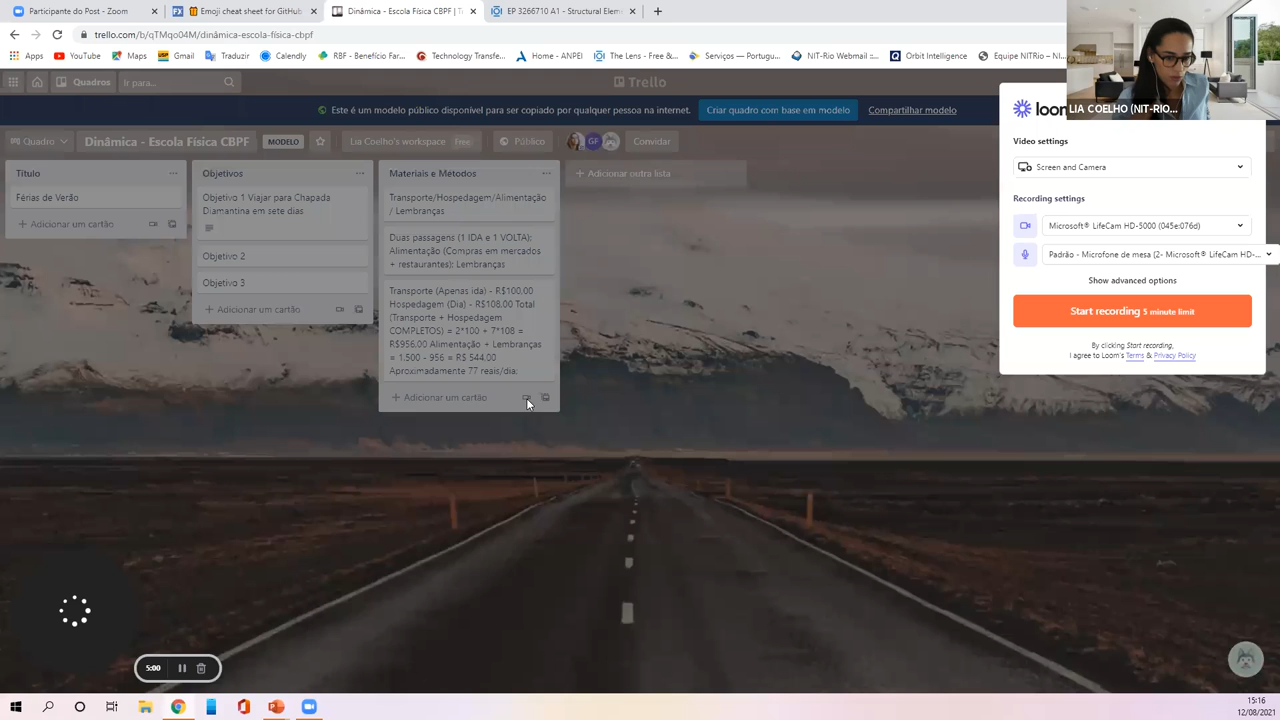 Participante do Post - Zoom
Emoji cheat sheet for GitHub
Dinâmica - Escola Física CBPF | T
EP 3266710 A1 - Structural Elem
trello.com/b/qTMqo04M/dinâmica-escola-física-cbpf
Apps
Gmail
YouTube
Maps
Traduzir
Calendly
RBF - Benefício Far...
Technology Transfe...
Home - ANPEI
The Lens - Free &...
Serviços — Portugu...
NIT-Rio Webmail ::...
Orbit Intelligence
Equipe NITRio – NI...
LIA COELHO (NIT-RIO...
Quadros
Ir para...
Trello
Este é um modelo público disponível para ser copiado por qualquer pessoa na internet.
Criar quadro com base em modelo
Compartilhar modelo
Quadro
Dinâmica - Escola Física CBPF
MODELO
Lia Coelho's workspace
Free
Público
GF
Convidar
Título
Férias de Verão
+ Adicionar um cartão
Objetivos
Objetivo 1 Viajar para Chapada
Diamantina em sete dias
Objetivo 2
Objetivo 3
+ Adicionar um cartão
Materiais e Métodos
Transporte/Hospedagem/Alimentação
/ Lembranças
Duas passagens (1 IDA e 1 VOLTA);
Alimentação (Compras em mercados
+ restaurantes); Lembranças
Transporte (apenas ida) - R$100.00
Hospedagem (Dia) - R$108.00 Total
(Transporte + Hospedagem
COMPLETOS) = 2*100 + 7*108 =
R$956.00 Alimentação + Lembranças
= 1.500 - 956 = R$544.00
Aproximadamente 77 reais/dia;
+ Adicionar um cartão
+ Adicionar outra lista
loom
Video settings
Screen and Camera
Recording settings
Microsoft® LifeCam HD-5000 (045e:076d)
Padrão - Microfone de mesa (2- Microsoft® LifeCam HD-...
Show advanced options
Start recording 5 minute limit
By clicking Start recording,
I agree to Loom's Terms & Privacy Policy
5:00
15:16
12/08/2021